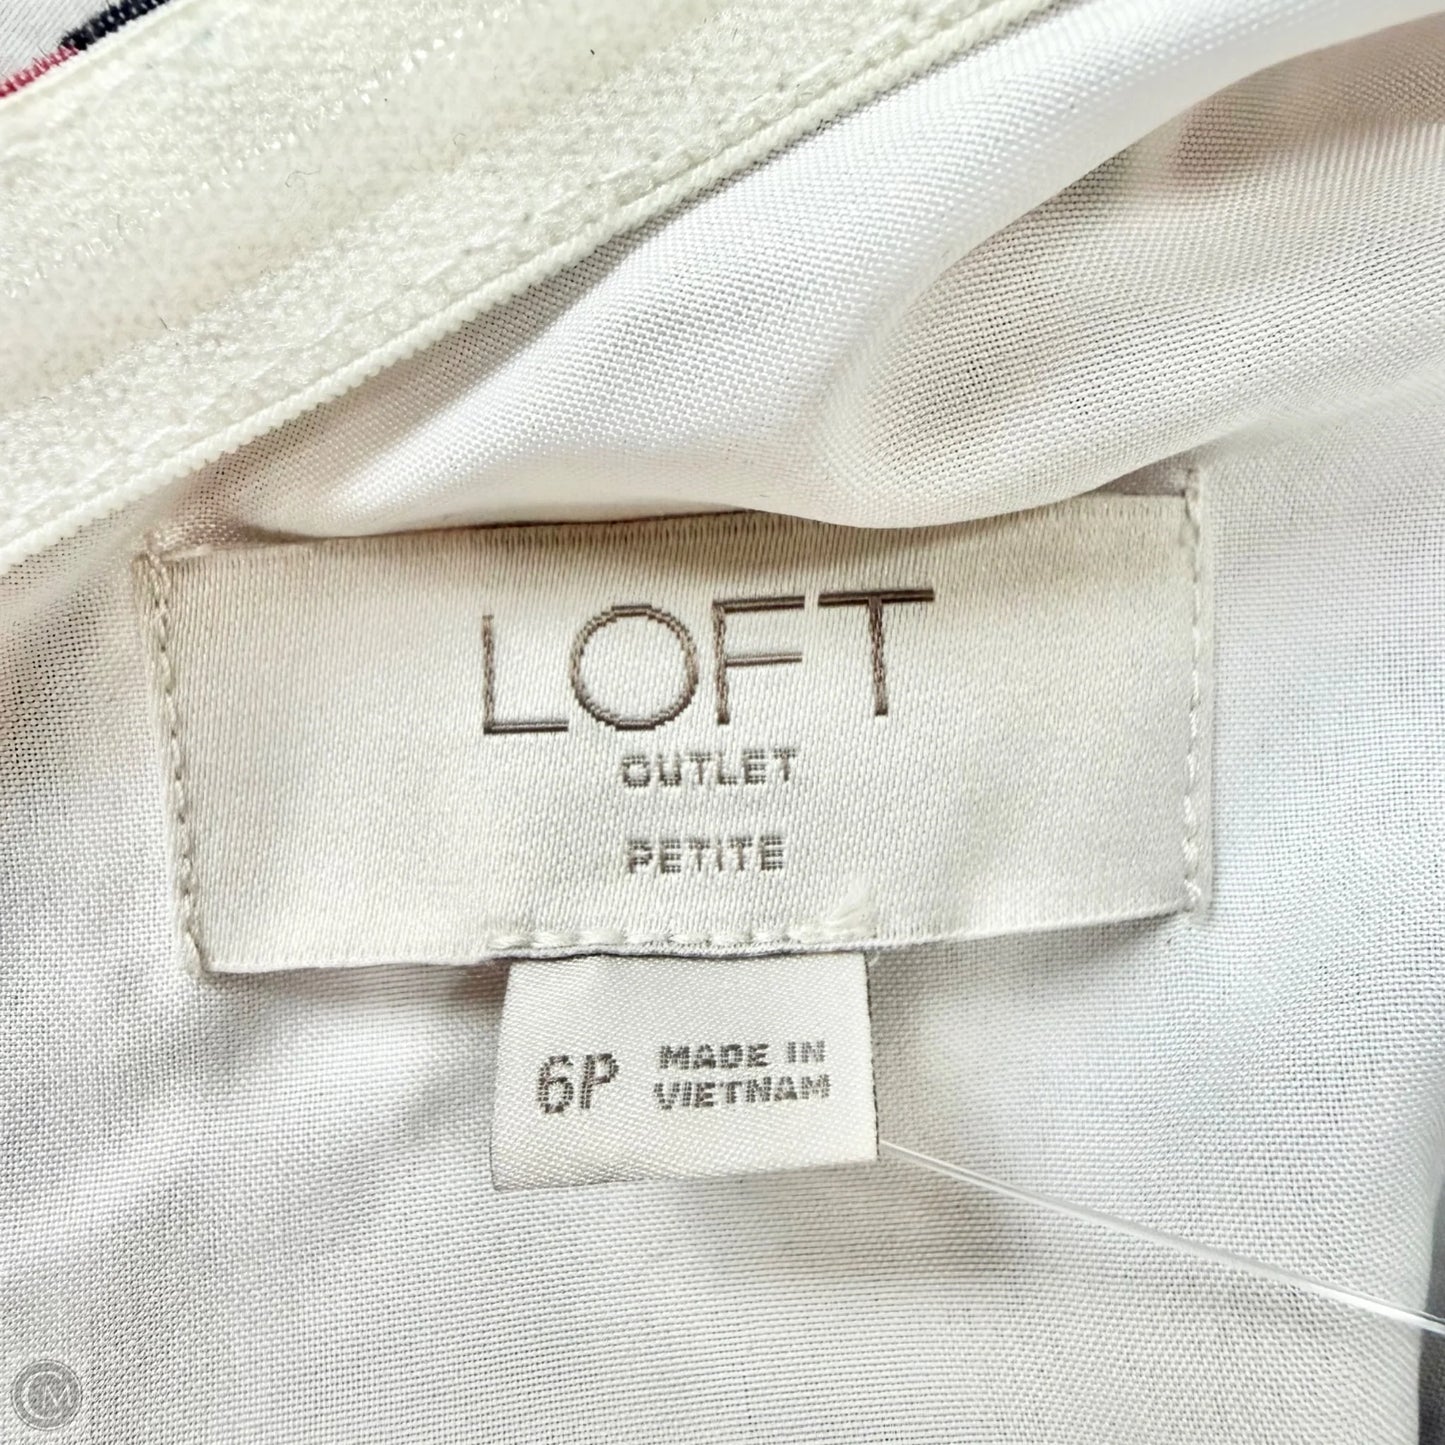 LOFT
OUTLET
PETITE
6P MADE IN
VIETNAM